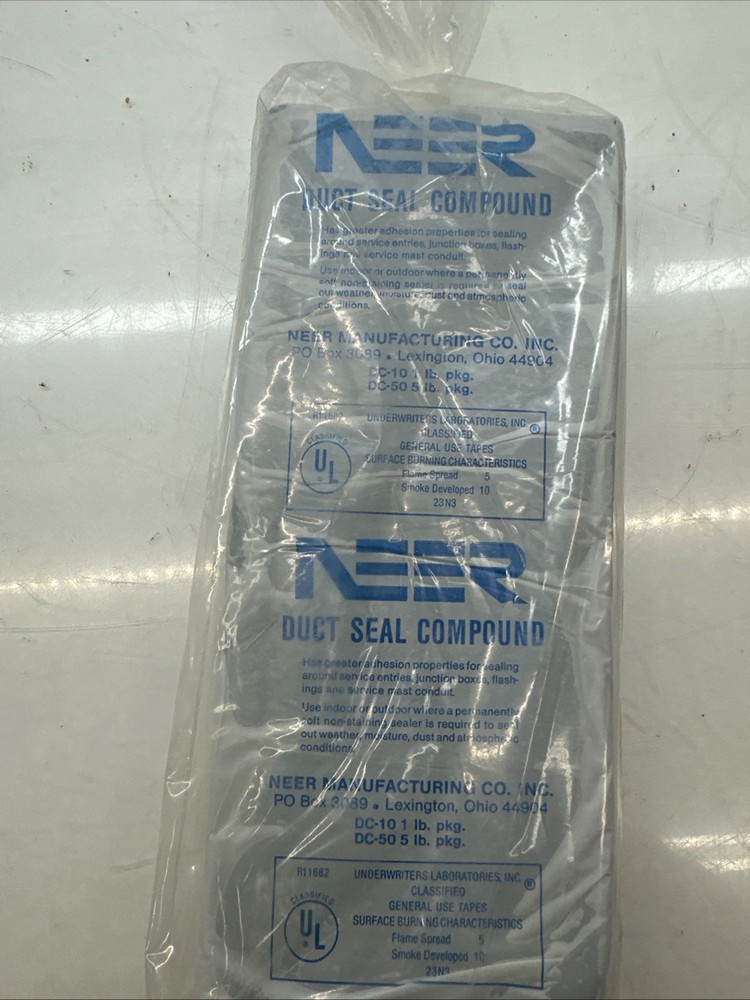 NEER
DUCT SEAL COMPOUND
Has greater adhesion properties for sealing
around service entries, junction boxes, flash-
ings and service mast conduit.
Use indoor or outdoor where a permanently
soft non-staining sealer is required to seal
out weather, moisture, dust and atmospheric
conditions.
NEER MANUFACTURING CO. INC.
PO Box 3089 • Lexington, Ohio 44904
DC-10 1 lb. pkg.
DC-50 5 lb. pkg.
R11682
UNDERWRITERS LABORATORIES, INC. ®
CLASSIFIED
CLASSIFIED
UL
GENERAL USE TAPES
SURFACE BURNING CHARACTERISTICS
Flame Spread 5
Smoke Developed 10
23N3
NEER
DUCT SEAL COMPOUND
Has greater adhesion properties for sealing
around service entries, junction boxes, flash-
ings and service mast conduit.
Use indoor or outdoor where a permanently
soft non-staining sealer is required to seal
out weather, moisture, dust and atmospheric
conditions.
NEER MANUFACTURING CO. INC.
PO Box 3089 • Lexington, Ohio 44904
DC-10 1 lb. pkg.
DC-50 5 lb. pkg.
R11682
UNDERWRITERS LABORATORIES, INC. ®
CLASSIFIED
CLASSIFIED
UL
GENERAL USE TAPES
SURFACE BURNING CHARACTERISTICS
Flame Spread 5
Smoke Developed 10
23N3